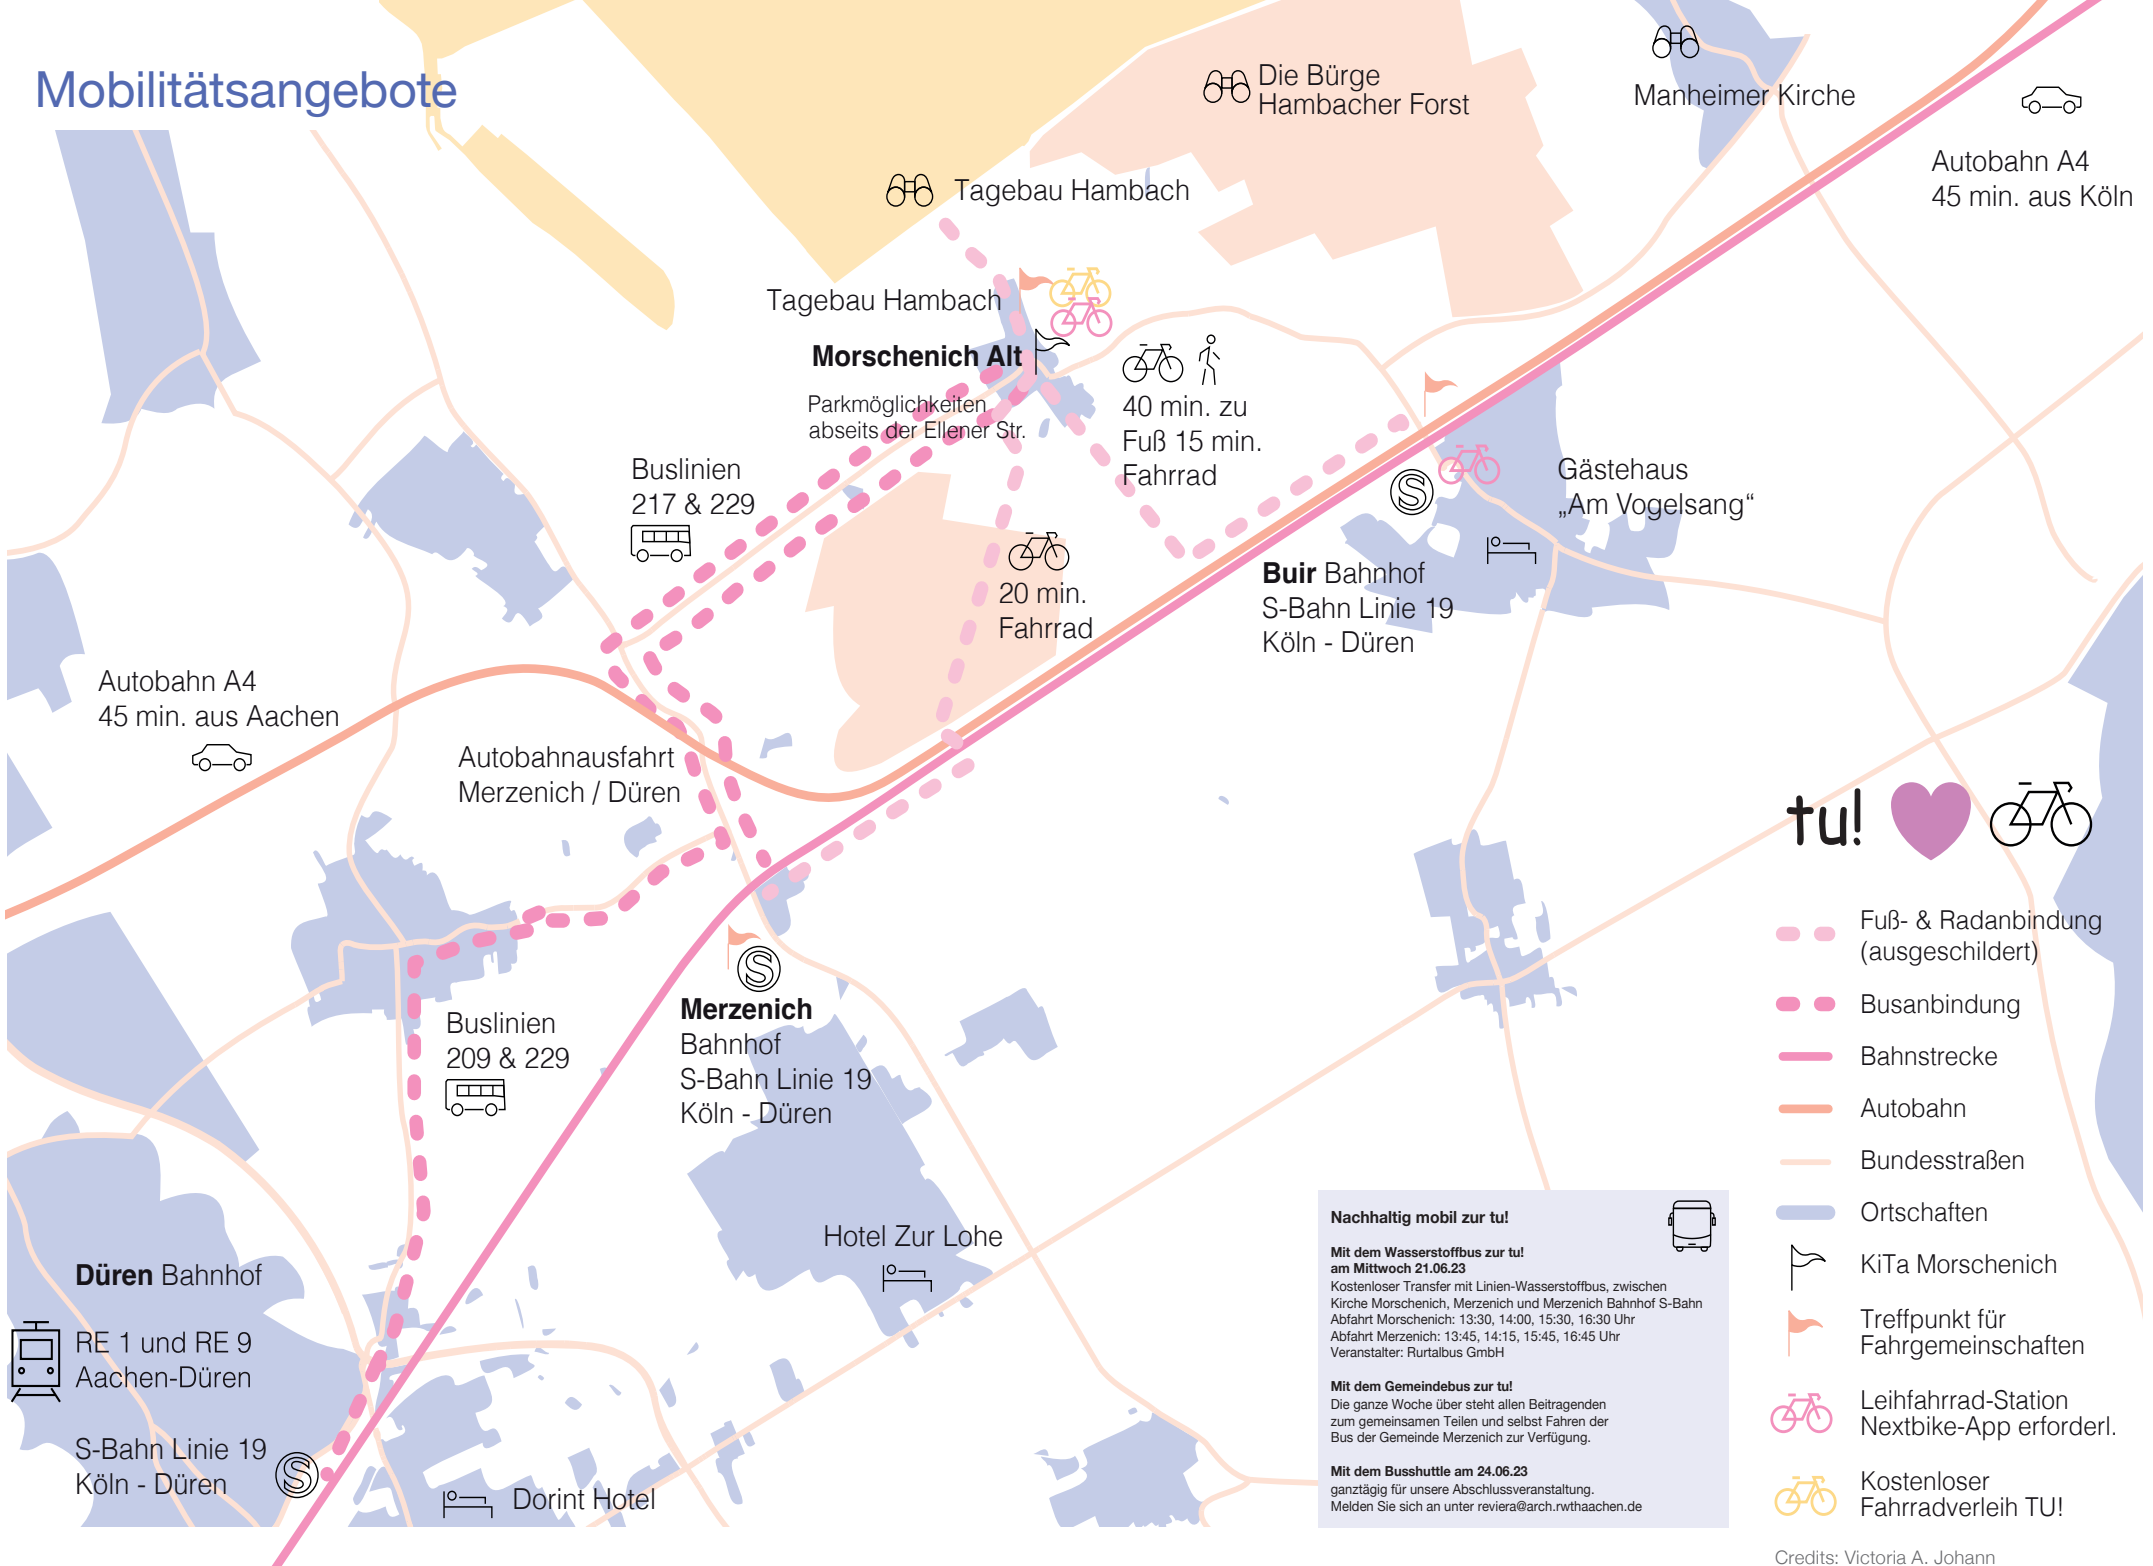 Mobilitätsangebote
Die Bürge
Hambacher Forst
Manheimer Kirche
Autobahn A4
45 min. aus Köln
Tagebau Hambach
Tagebau Hambach
Morschenich Alt
Parkmöglichkeiten
abseits der Ellener Str.
40 min. zu
Fuß 15 min.
Fahrrad
Buslinien
217 & 229
Gästehaus
„Am Vogelsang“
S
20 min.
Fahrrad
Buir Bahnhof
S-Bahn Linie 19
Köln - Düren
Autobahn A4
45 min. aus Aachen
Autobahnausfahrt
Merzenich / Düren
tu!
S
Merzenich
Bahnhof
S-Bahn Linie 19
Köln - Düren
Buslinien
209 & 229
Hotel Zur Lohe
Düren Bahnhof
RE 1 und RE 9
Aachen-Düren
S-Bahn Linie 19
Köln - Düren
S
Dorint Hotel
Nachhaltig mobil zur tu!
Mit dem Wasserstoffbus zur tu!
am Mittwoch 21.06.23
Kostenloser Transfer mit Linien-Wasserstoffbus, zwischen
Kirche Morschenich, Merzenich und Merzenich Bahnhof S-Bahn
Abfahrt Morschenich: 13:30, 14:00, 15:30, 16:30 Uhr
Abfahrt Merzenich: 13:45, 14:15, 15:45, 16:45 Uhr
Veranstalter: Rurtalbus GmbH
Mit dem Gemeindebus zur tu!
Die ganze Woche über steht allen Beitragenden
zum gemeinsamen Teilen und selbst Fahren der
Bus der Gemeinde Merzenich zur Verfügung.
Mit dem Busshuttle am 24.06.23
ganztägig für unsere Abschlussveranstaltung.
Melden Sie sich an unter reviera@arch.rwthaachen.de
Fuß- & Radanbindung
(ausgeschildert)
Busanbindung
Bahnstrecke
Autobahn
Bundesstraßen
Ortschaften
KiTa Morschenich
Treffpunkt für
Fahrgemeinschaften
Leihfahrrad-Station
Nextbike-App erforderl.
Kostenloser
Fahrradverleih TU!
Credits: Victoria A. Johann